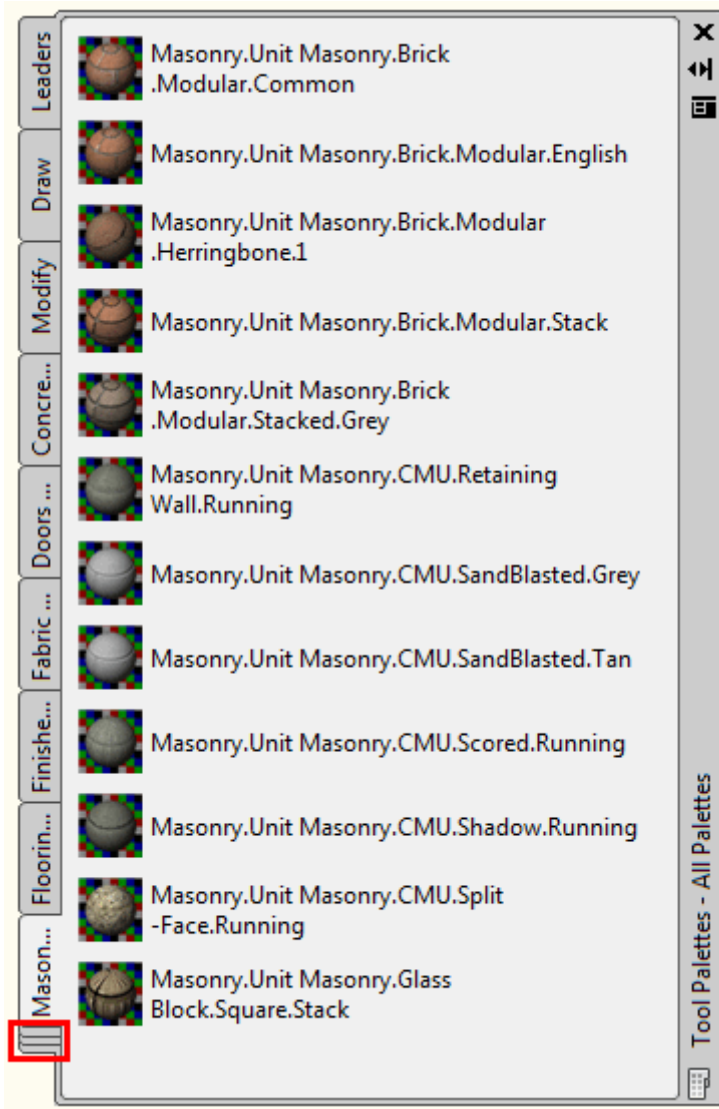 Leaders
Draw
Modify
Concre...
Doors ...
Fabric ...
Finishe...
Floorin...
Mason...
Masonry.Unit Masonry.Brick
.Modular.Common
Masonry.Unit Masonry.Brick.Modular.English
Masonry.Unit Masonry.Brick.Modular
.Herringbone.1
Masonry.Unit Masonry.Brick.Modular.Stack
Masonry.Unit Masonry.Brick
.Modular.Stacked.Grey
Masonry.Unit Masonry.CMU.Retaining
Wall.Running
Masonry.Unit Masonry.CMU.SandBlasted.Grey
Masonry.Unit Masonry.CMU.SandBlasted.Tan
Masonry.Unit Masonry.CMU.Scored.Running
Masonry.Unit Masonry.CMU.Shadow.Running
Masonry.Unit Masonry.CMU.Split
-Face.Running
Masonry.Unit Masonry.Glass
Block.Square.Stack
Tool Palettes - All Palettes